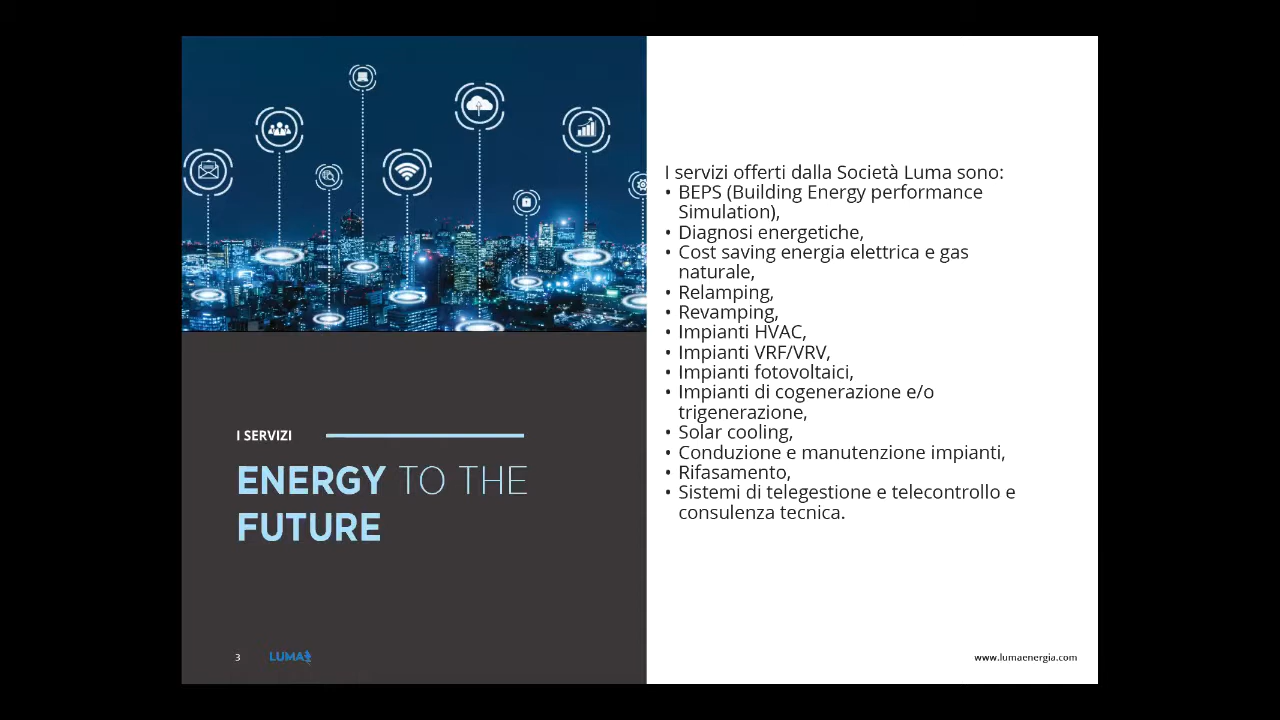 I SERVIZI
ENERGY TO THE
FUTURE
3
LUMA
I servizi offerti dalla Società Luma sono:
• BEPS (Building Energy performance
Simulation),
• Diagnosi energetiche,
• Cost saving energia elettrica e gas
naturale,
• Relamping,
• Revamping,
• Impianti HVAC,
• Impianti VRF/VRV,
• Impianti fotovoltaici,
• Impianti di cogenerazione e/o
trigenerazione,
• Solar cooling,
• Conduzione e manutenzione impianti,
• Rifasamento,
• Sistemi di telegestione e telecontrollo e
consulenza tecnica.
www.lumaenergia.com